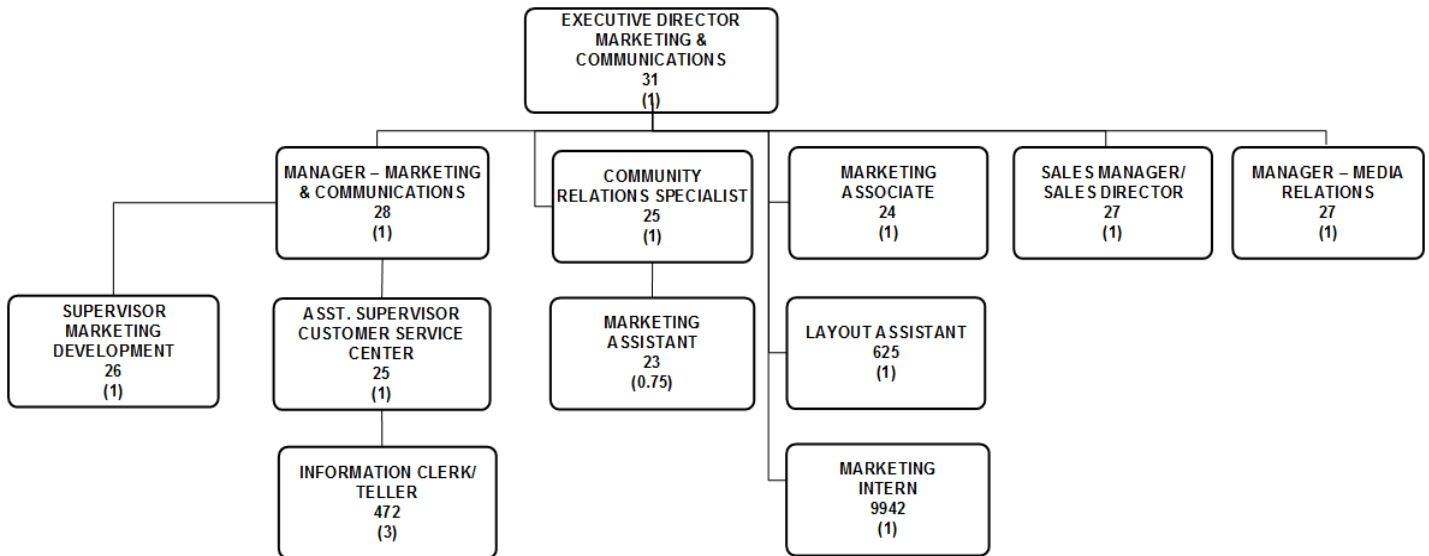 EXECUTIVE DIRECTOR
MARKETING &
COMMUNICATIONS
31
(1)
MANAGER – MARKETING
& COMMUNICATIONS
28
(1)
COMMUNITY
RELATIONS SPECIALIST
25
(1)
MARKETING
ASSOCIATE
24
(1)
SALES MANAGER/
SALES DIRECTOR
27
(1)
MANAGER – MEDIA
RELATIONS
27
(1)
SUPERVISOR
MARKETING
DEVELOPMENT
26
(1)
ASST. SUPERVISOR
CUSTOMER SERVICE
CENTER
25
(1)
MARKETING
ASSISTANT
23
(0.75)
LAYOUT ASSISTANT
625
(1)
INFORMATION CLERK/
TELLER
472
(3)
MARKETING
INTERN
9942
(1)